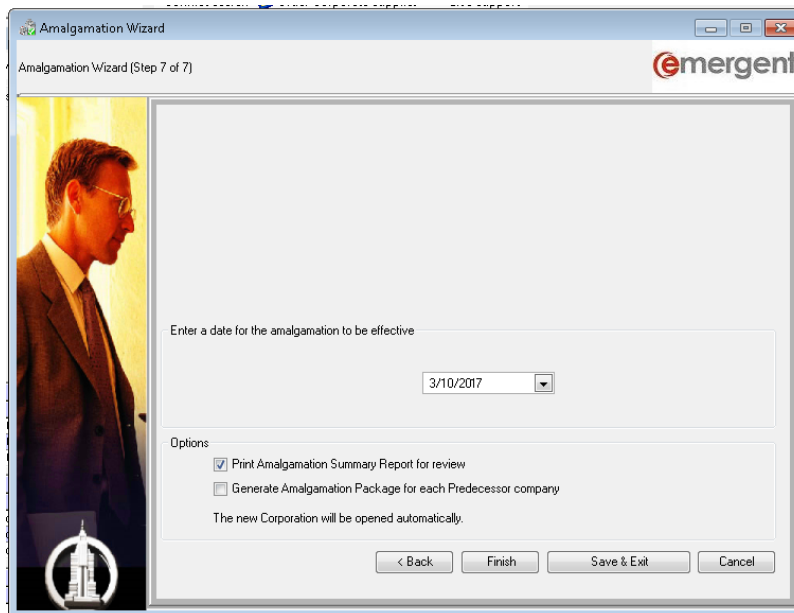 Amalgamation Wizard
Amalgamation Wizard (Step 7 of 7)
emergent
Enter a date for the amalgamation to be effective
3/10/2017
Options
Print Amalgamation Summary Report for review
Generate Amalgamation Package for each Predecessor company
The new Corporation will be opened automatically.
< Back Finish Save & Exit Cancel